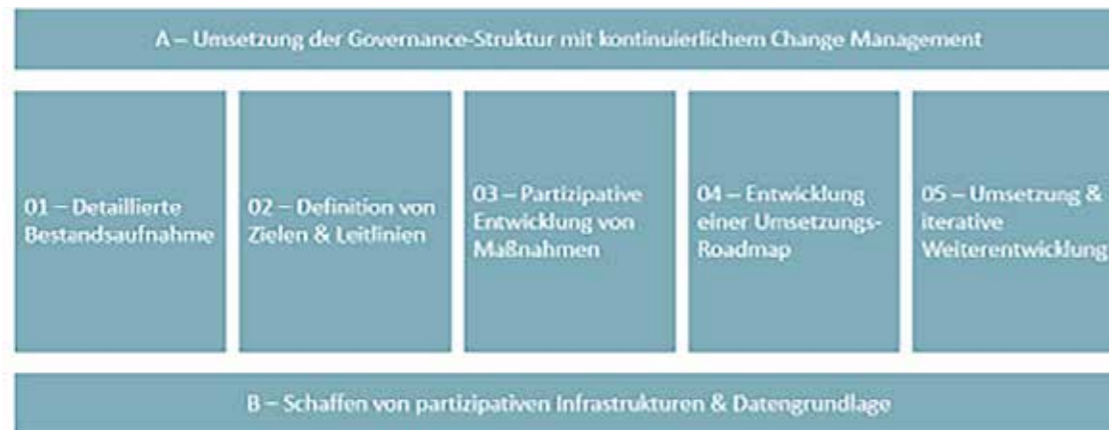 A – Umsetzung der Governance-Struktur mit kontinuierlichem Change Management
01 – Detaillierte
Bestandsaufnahme
02 – Definition von
Zielen & Leitlinien
03 – Partizipative
Entwicklung von
Maßnahmen
04 – Entwicklung
einer Umsetzungs-
Roadmap
05 – Umsetzung &
iterative
Weiterentwicklung
B – Schaffen von partizipativen Infrastrukturen & Datengrundlage